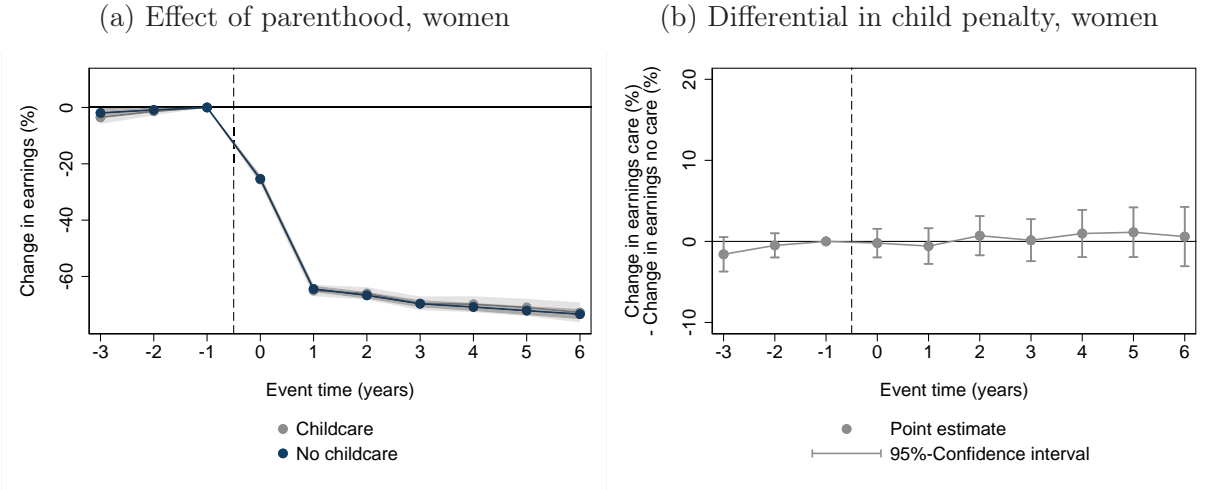 (a) Effect of parenthood, women
Change in earnings (%)
0
-20
-40
-60
-3 -2 -1 0 1 2 3 4 5 6
Event time (years)
Childcare
No childcare
(b) Differential in child penalty, women
Change in earnings care (%)
- Change in earnings no care (%)
20
10
0
-10
-3 -2 -1 0 1 2 3 4 5 6
Event time (years)
Point estimate
95%-Confidence interval